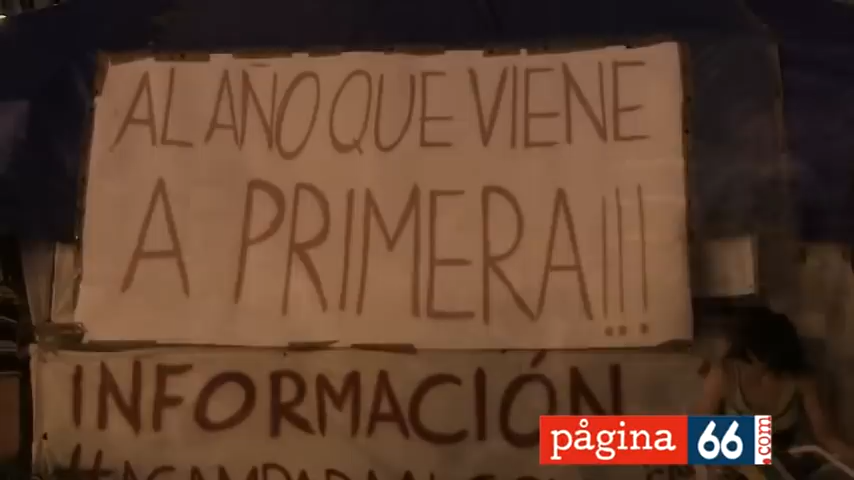 AL AÑO QUE VIENE
A PRIMERA!!!
INFORMACIÓN
página 66 .com